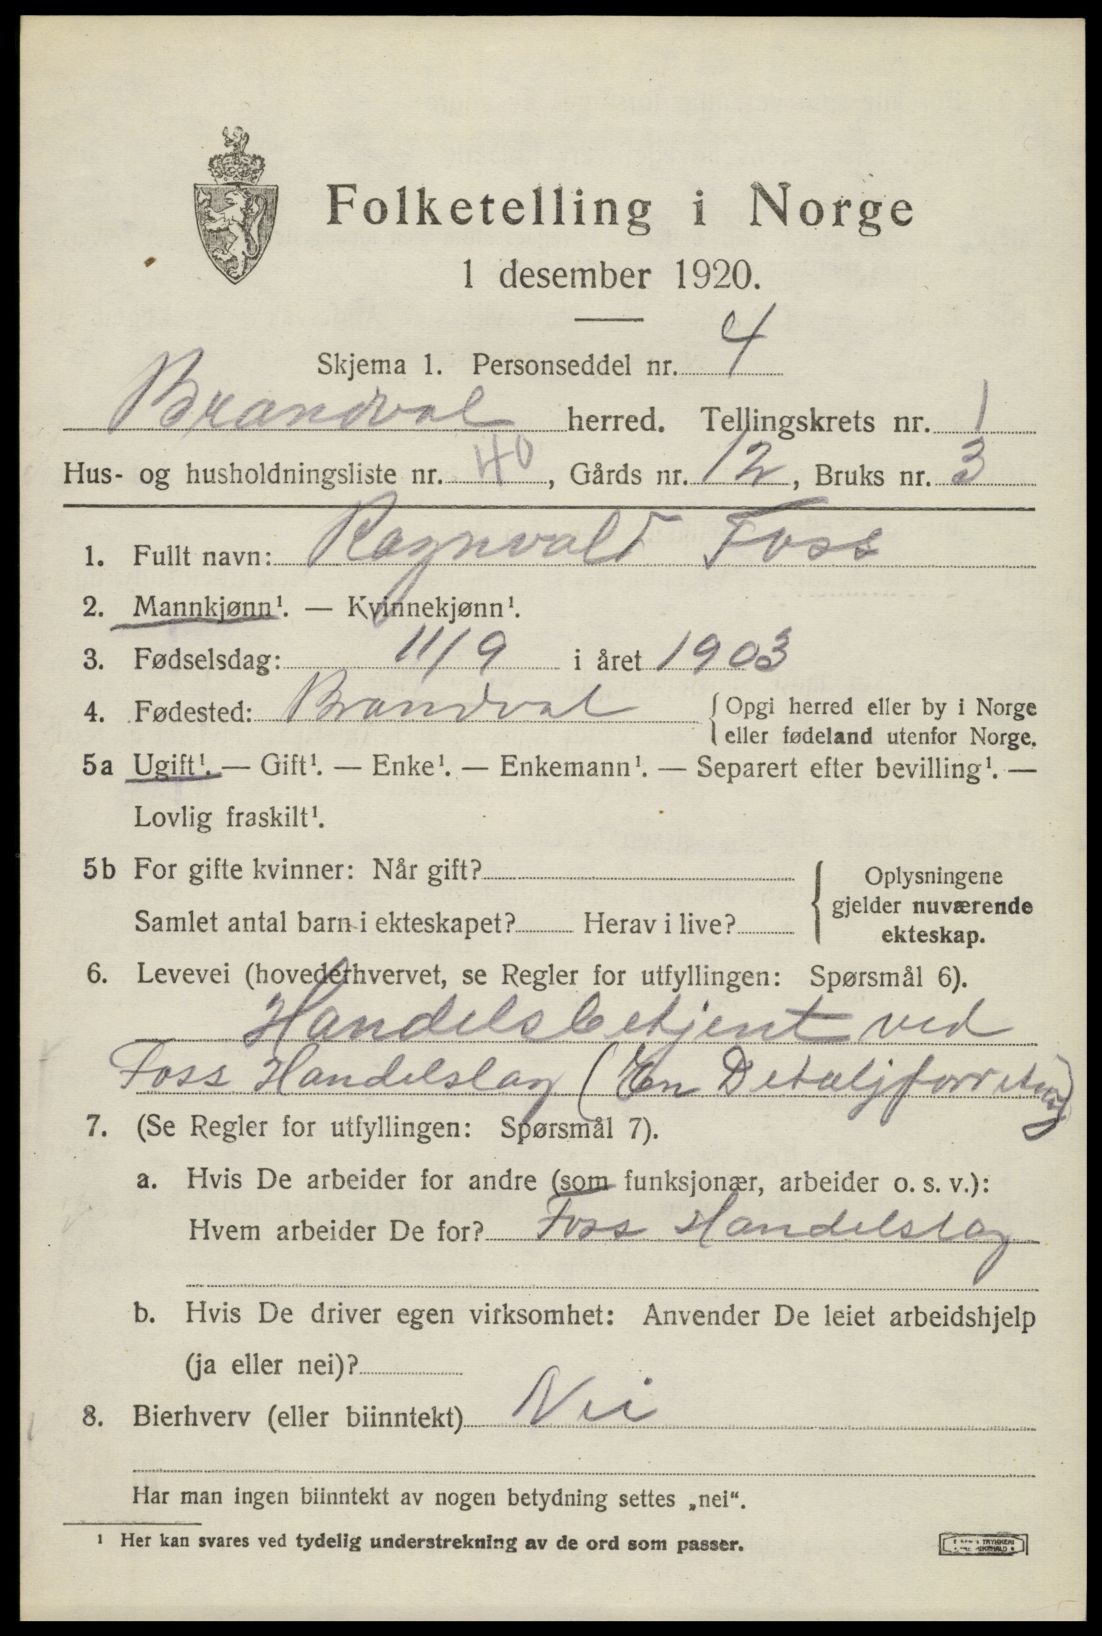 Folketelling i Norge
1 desember 1920.
Skjema 1. Personseddel nr. 4
Brandval herred. Tellingskrets nr. 1
Hus- og husholdningsliste nr. 40, Gårds nr. 12, Bruks nr. 3
1. Fullt navn: Ragnvald Foss
2. Mannkjønn¹. — Kvinnekjønn¹.
3. Fødselsdag: 11/9 i året 1903
4. Fødested: Brandval { Opgi herred eller by i Norge
eller fødeland utenfor Norge.
5a Ugift¹. — Gift¹. — Enke¹. — Enkemann¹. — Separert efter bevilling¹. —
Lovlig fraskilt¹.
5b For gifte kvinner: Når gift?
Samlet antal barn i ekteskapet? Herav i live?
{ Oplysningene
gjelder nuværende
ekteskap.
6. Levevei (hovederhvervet, se Regler for utfyllingen: Spørsmål 6).
Handelsbetjent ved
Foss Handelslag (En Detaljforretning)
7. (Se Regler for utfyllingen: Spørsmål 7).
a. Hvis De arbeider for andre (som funksjonær, arbeider o. s. v.):
Hvem arbeider De for? Foss Handelslag
b. Hvis De driver egen virksomhet: Anvender De leiet arbeidshjelp
(ja eller nei)?
8. Bierhverv (eller biinntekt) Nei
Har man ingen biinntekt av nogen betydning settes „nei“.
¹ Her kan svares ved tydelig understrekning av de ord som passer.